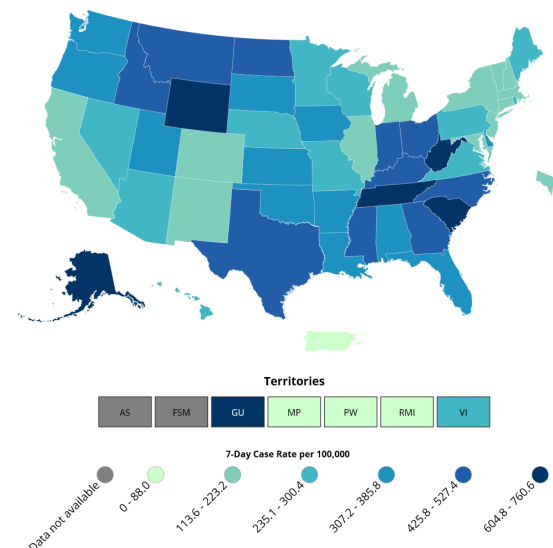 Territories
AS FSM GU MP PW RMI VI
7-Day Case Rate per 100,000
Data not available
0 - 88.0
113.6 - 223.2
235.1 - 300.4
307.2 - 385.8
425.8 - 527.4
604.8 - 760.6